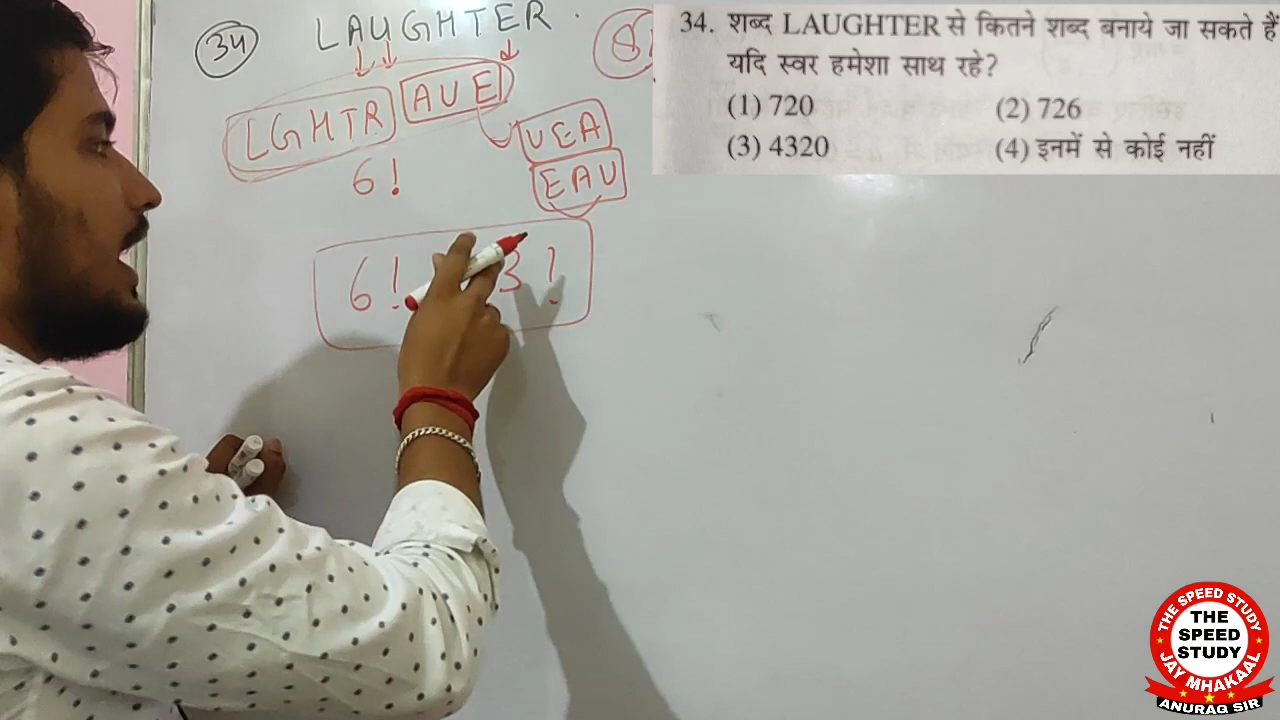 34
LAUGHTER
LGHTR AUE
UEA
EAU
6!
6! 3!
34. शब्द LAUGHTER से कितने शब्द बनाये जा सकते हैं
यदि स्वर हमेशा साथ रहे?
(1) 720 (2) 726
(3) 4320 (4) इनमें से कोई नहीं
THE SPEED STUDY
THE
SPEED
STUDY
JAY MHAKAAL
ANURAG SIR